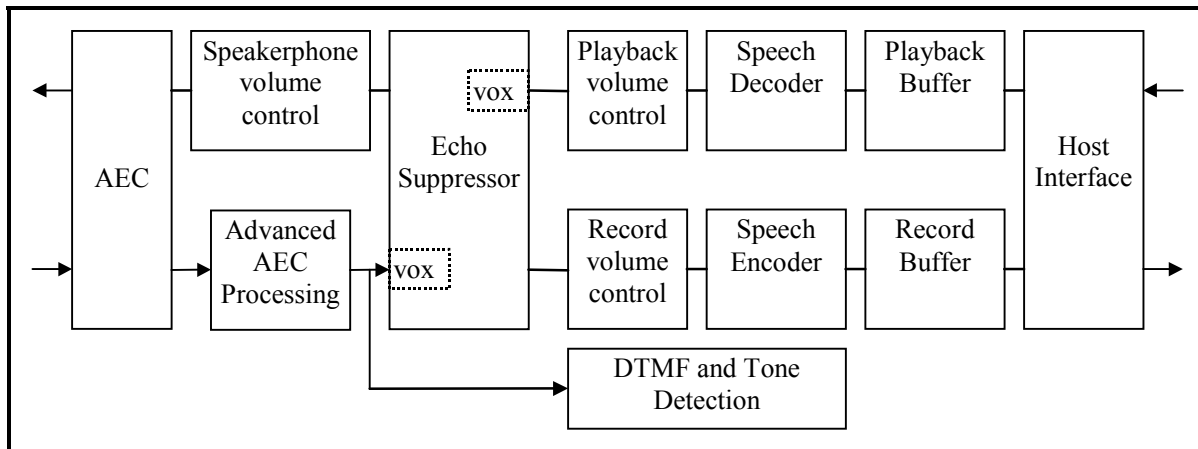 AEC
Speakerphone
volume
control
Echo
Suppressor
vox
vox
Playback
volume
control
Speech
Decoder
Playback
Buffer
Host
Interface
Advanced
AEC
Processing
Record
volume
control
Speech
Encoder
Record
Buffer
DTMF and Tone
Detection